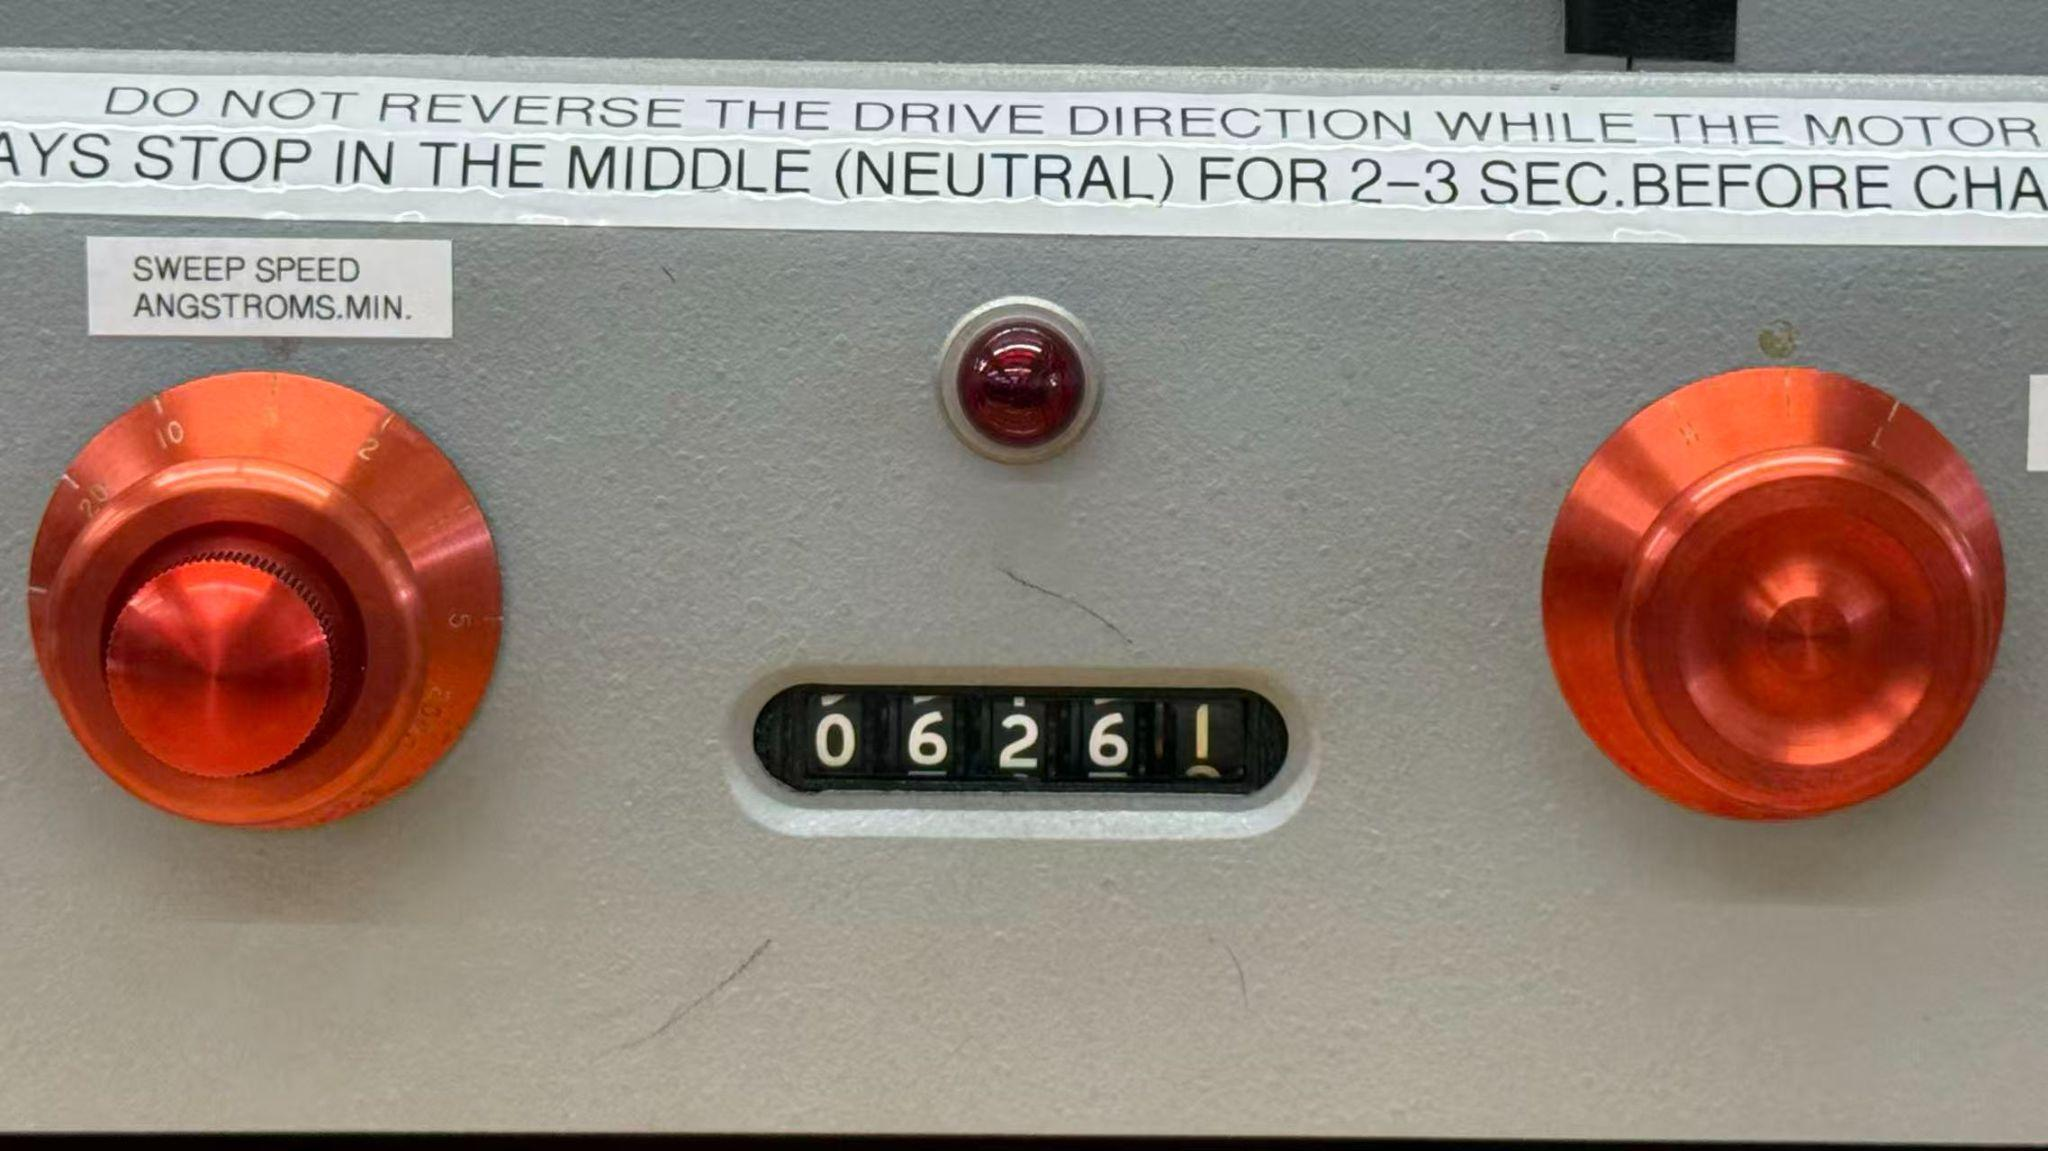 DO NOT REVERSE THE DRIVE DIRECTION WHILE THE MOTOR
AYS STOP IN THE MIDDLE (NEUTRAL) FOR 2-3 SEC.BEFORE CHA
SWEEP SPEED
ANGSTROMS.MIN.
20 10 2 5
06261